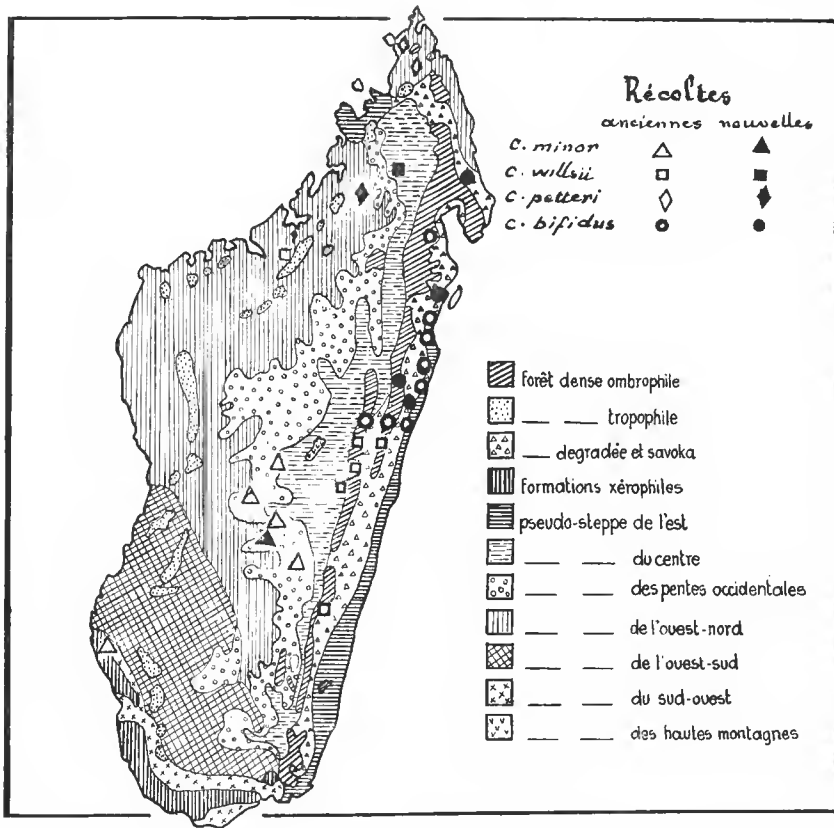 Récoltes
anciennes nouvelles
C. minor
C. willsii
C. petteri
C. bifidus
forêt dense ombrophile
— — tropophile
— degradée et savoka
formations xérophiles
pseudo-steppe de l'est
— — du centre
— — des pentes occidentales
— — de l'ouest-nord
— — de l'ouest-sud
— — du sud-ouest
— — des hautes montagnes